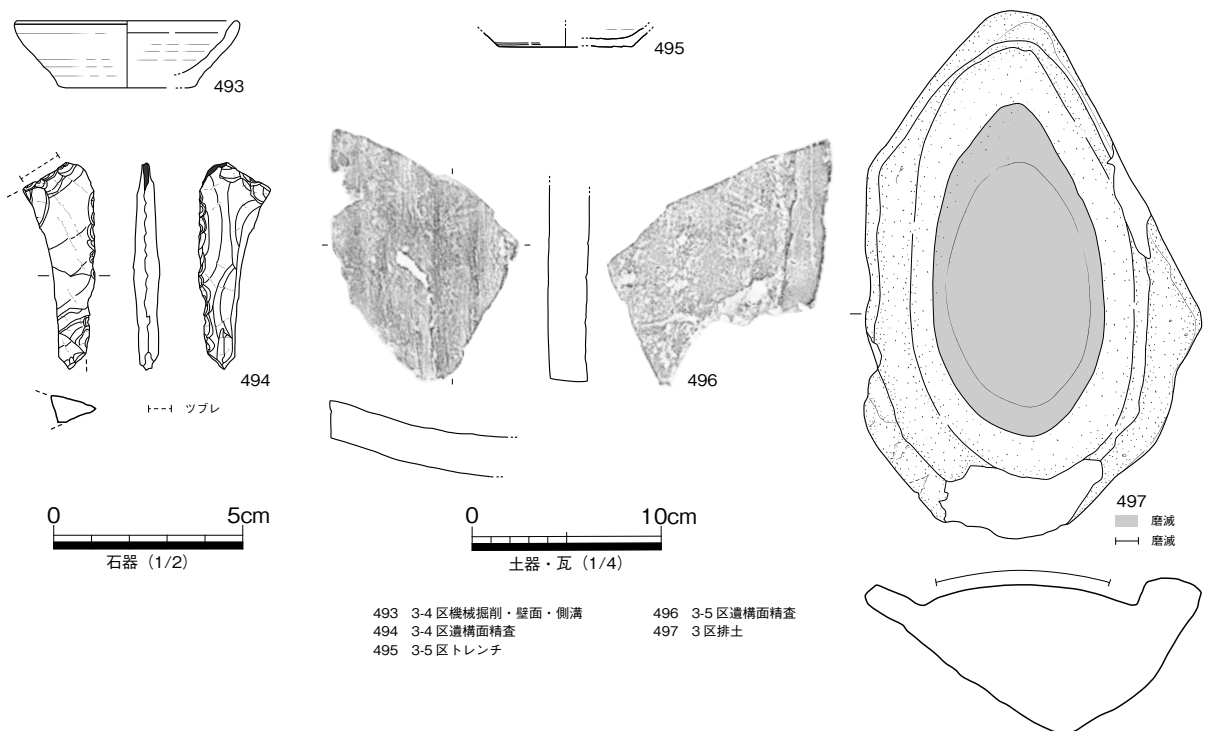 493
495
494
ツブレ
496
497
磨滅
磨滅
0 5cm
石器（1/2）
0 10cm
土器・瓦（1/4）
493 3-4 区機械掘削・壁面・側溝
494 3-4 区遺構面精査
495 3-5 区トレンチ
496 3-5 区遺構面精査
497 3 区排土